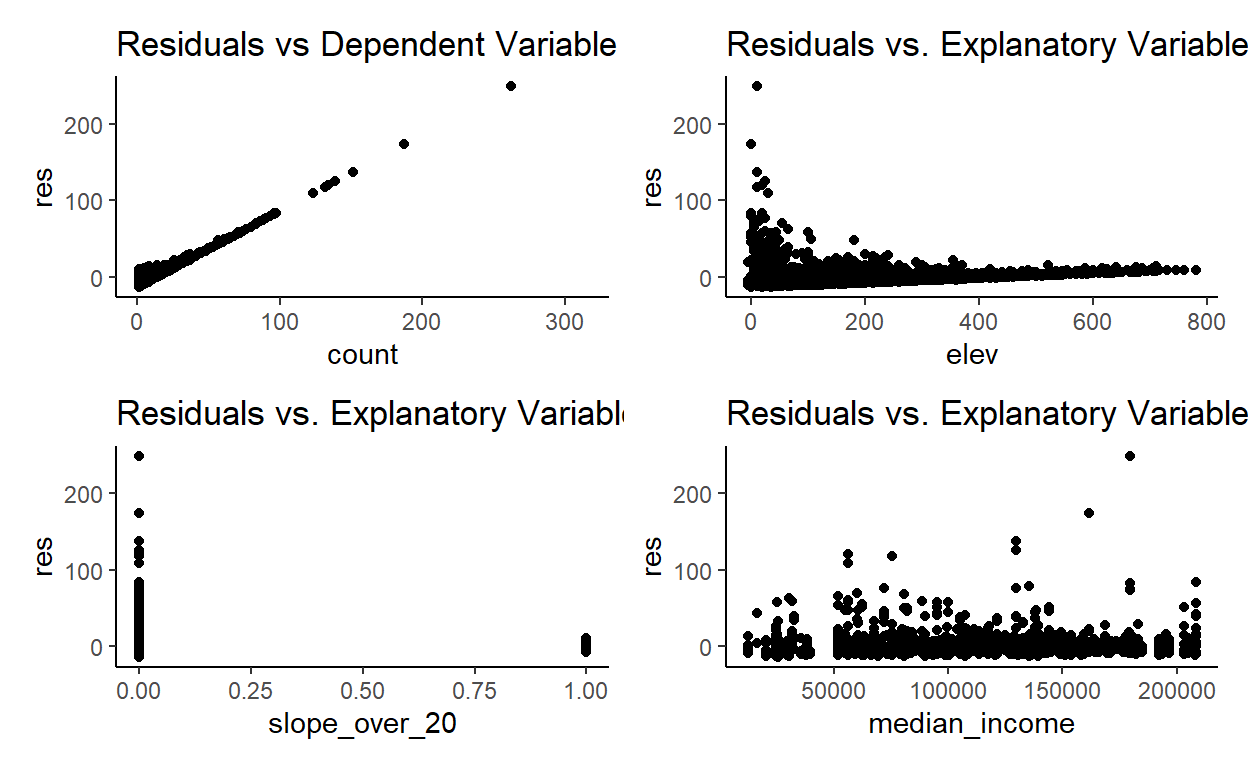 Residuals vs Dependent Variable
200
100
0
res
0 100 200 300
count
Residuals vs. Explanatory Variable
200
100
0
res
0 200 400 600 800
elev
Residuals vs. Explanatory Variabl
200
100
0
res
0.00 0.25 0.50 0.75 1.00
slope_over_20
Residuals vs. Explanatory Variable
200
100
0
res
50000 100000 150000 200000
median_income